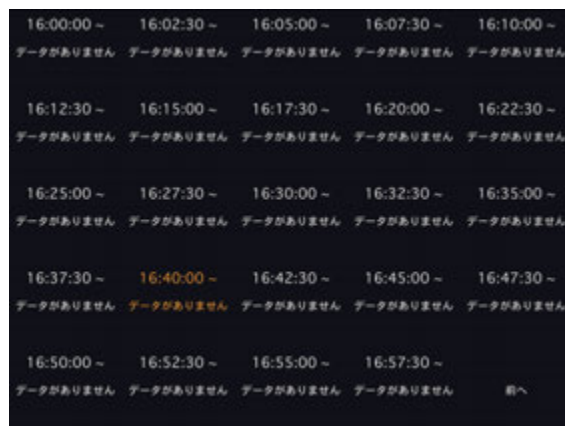 16:00:00 ~ 16:02:30 ~ 16:05:00 ~ 16:07:30 ~ 16:10:00 ~
データがありません データがありません データがありません データがありません データがありません
16:12:30 ~ 16:15:00 ~ 16:17:30 ~ 16:20:00 ~ 16:22:30 ~
データがありません データがありません データがありません データがありません データがありません
16:25:00 ~ 16:27:30 ~ 16:30:00 ~ 16:32:30 ~ 16:35:00 ~
データがありません データがありません データがありません データがありません データがありません
16:37:30 ~ 16:40:00 ~ 16:42:30 ~ 16:45:00 ~ 16:47:30 ~
データがありません データがありません データがありません データがありません データがありません
16:50:00 ~ 16:52:30 ~ 16:55:00 ~ 16:57:30 ~
データがありません データがありません データがありません データがありません 前へ